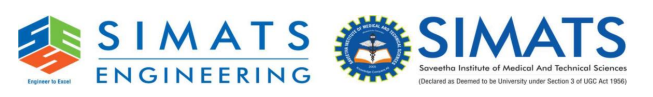 SES
SIMATS
ENGINEERING
Engineer to Excel
SIMATS
Saveetha Institute of Medical And Technical Sciences
(Declared as Deemed to be University under Section 3 of UGC Act 1956)